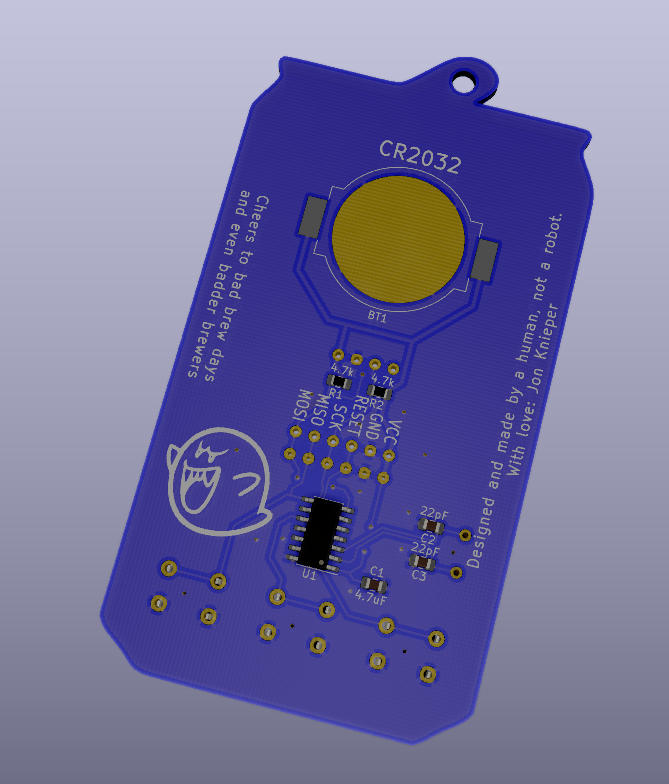 CR2032
BT1
Cheers to bad brew days
and even badder brewers
Designed and made by a human, not a robot.
With love: Jon Knieper
4.7k
4.7k
R1
R2
MOSI
MISO
SCK
RESET
GND
VCC
22pF
C2
22pF
C3
C1
4.7uF
U1